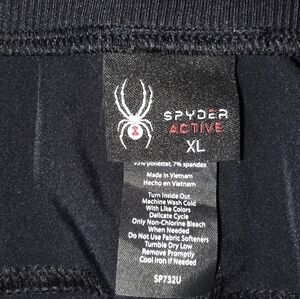 SPYDER
ACTIVE
XL
93% polyester, 7% spandex
Made in Vietnam
Hecho en Vietnam
Turn Inside Out
Machine Wash Cold
With Like Colors
Delicate Cycle
Only Non-Chlorine Bleach
When Needed
Do Not Use Fabric Softeners
Tumble Dry Low
Remove Promptly
Cool Iron If Needed
SP732U